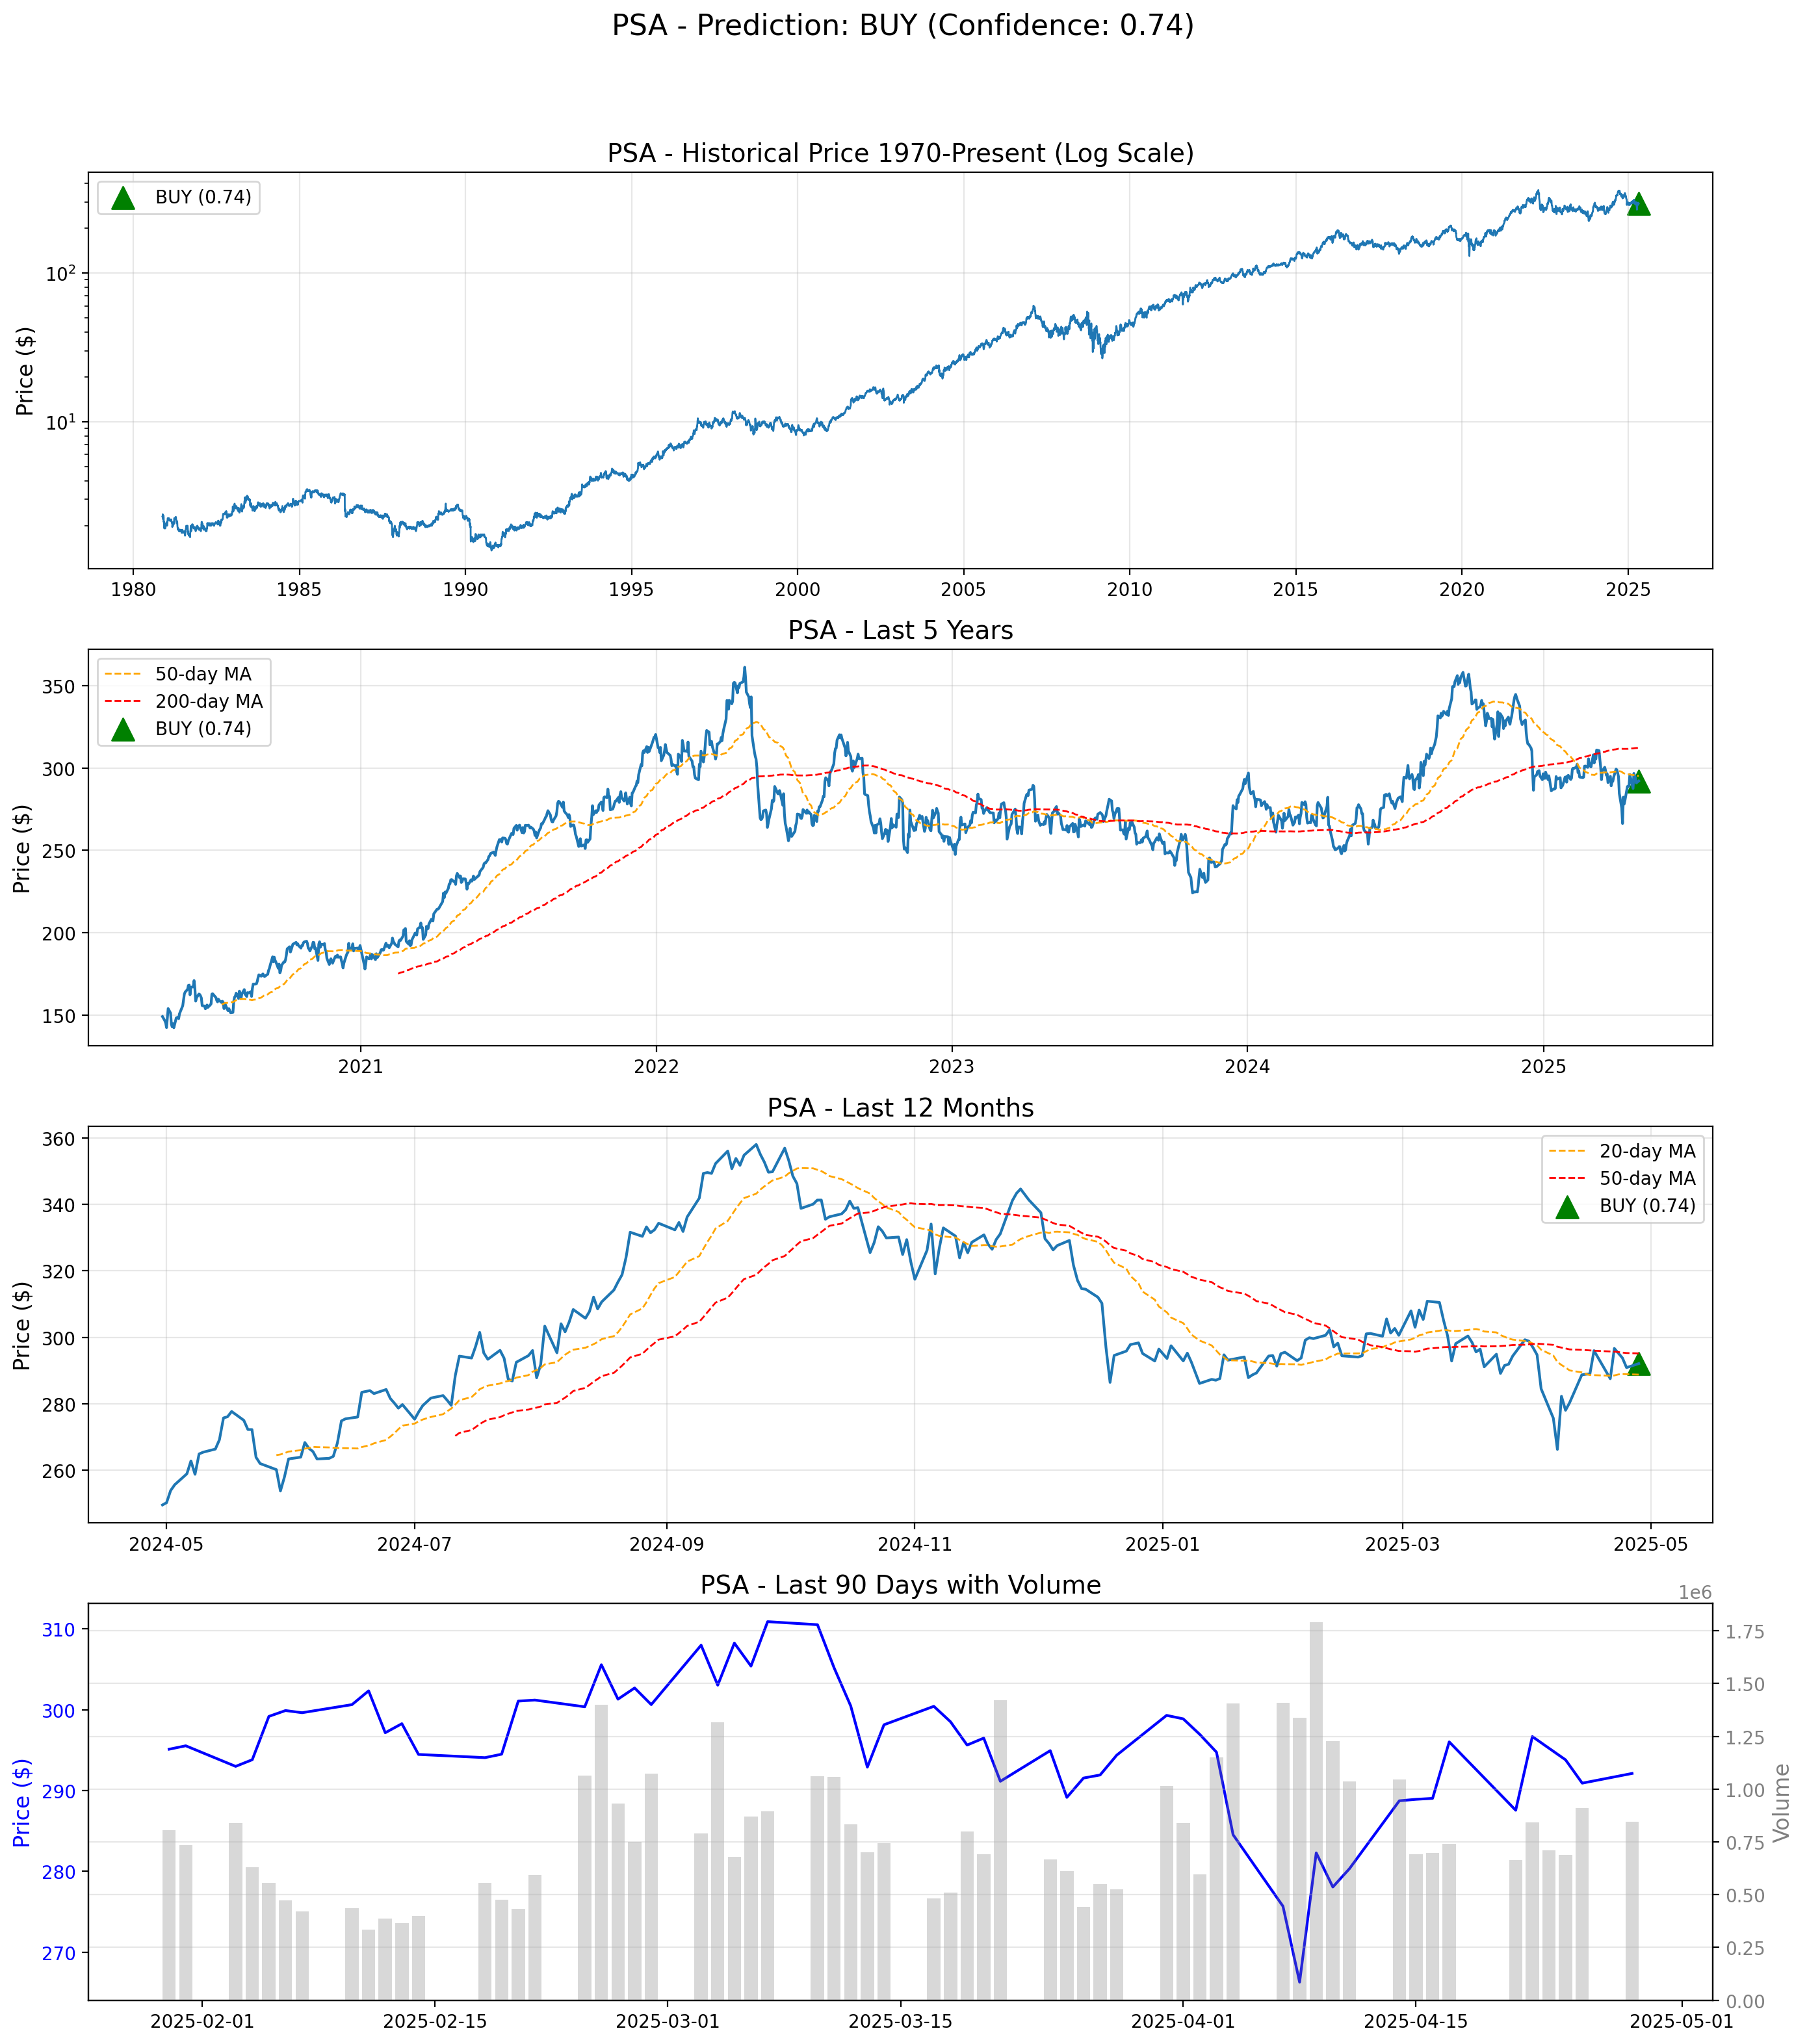 PSA - Prediction: BUY (Confidence: 0.74)
PSA - Historical Price 1970-Present (Log Scale)
BUY (0.74)
Price ($)
10²
10¹
1980 1985 1990 1995 2000 2005 2010 2015 2020 2025
PSA - Last 5 Years
50-day MA
200-day MA
BUY (0.74)
Price ($)
350
300
250
200
150
2021 2022 2023 2024 2025
PSA - Last 12 Months
20-day MA
50-day MA
BUY (0.74)
Price ($)
360
340
320
300
280
260
2024-05 2024-07 2024-09 2024-11 2025-01 2025-03 2025-05
PSA - Last 90 Days with Volume
1e6
Price ($)
310
300
290
280
270
1.75
1.50
1.25
1.00
0.75
0.50
0.25
0.00
Volume
2025-02-01 2025-02-15 2025-03-01 2025-03-15 2025-04-01 2025-04-15 2025-05-01